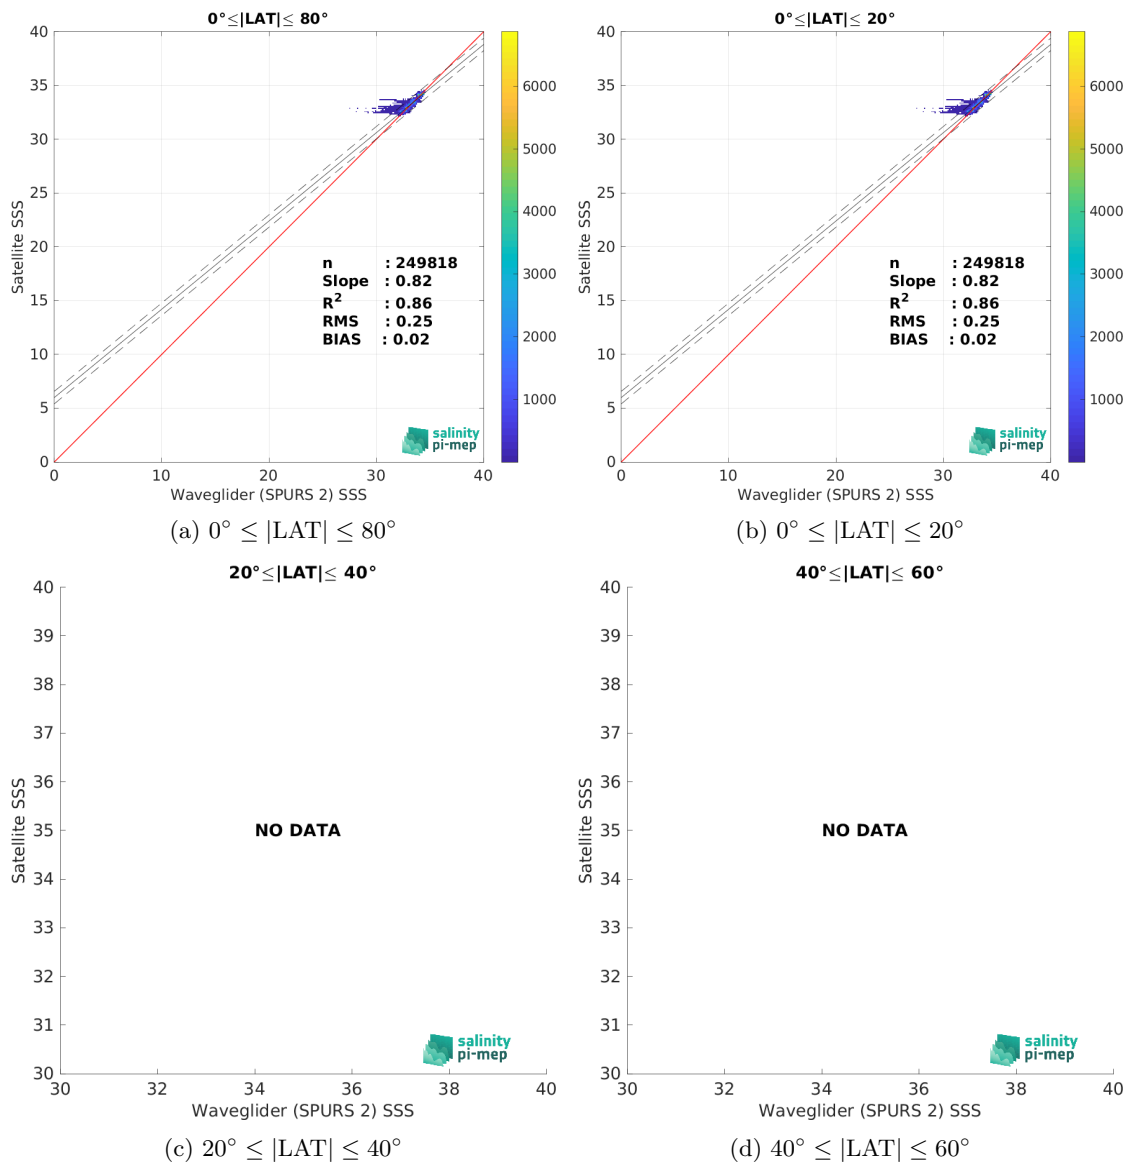 0°≤|LAT|≤ 80°
40
35
30
25
20
15
10
5
0
Satellite SSS
n : 249818
Slope : 0.82
R² : 0.86
RMS : 0.25
BIAS : 0.02
salinity
pi-mep
0 10 20 30 40
Waveglider (SPURS 2) SSS
6000
5000
4000
3000
2000
1000
(a) 0° ≤ |LAT| ≤ 80°
0°≤|LAT|≤ 20°
40
35
30
25
20
15
10
5
0
Satellite SSS
n : 249818
Slope : 0.82
R² : 0.86
RMS : 0.25
BIAS : 0.02
salinity
pi-mep
0 10 20 30 40
Waveglider (SPURS 2) SSS
6000
5000
4000
3000
2000
1000
(b) 0° ≤ |LAT| ≤ 20°
20°≤|LAT|≤ 40°
40
39
38
37
36
35
34
33
32
31
30
Satellite SSS
NO DATA
salinity
pi-mep
30 32 34 36 38 40
Waveglider (SPURS 2) SSS
(c) 20° ≤ |LAT| ≤ 40°
40°≤|LAT|≤ 60°
40
39
38
37
36
35
34
33
32
31
30
Satellite SSS
NO DATA
salinity
pi-mep
30 32 34 36 38 40
Waveglider (SPURS 2) SSS
(d) 40° ≤ |LAT| ≤ 60°